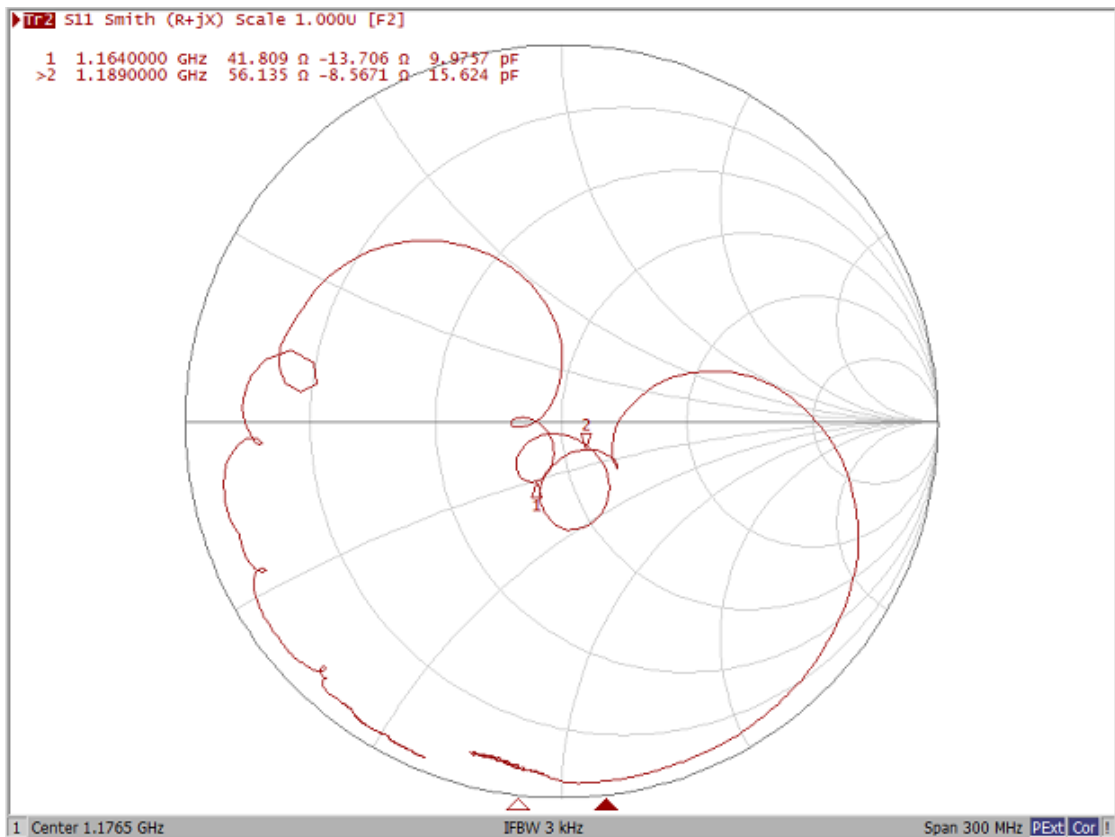 Tr2 S11 Smith (R+jX) Scale 1.000U [F2]
1 1.1640000 GHz 41.809 Ω -13.706 Ω 9.9757 pF
>2 1.1890000 GHz 56.135 Ω -8.5671 Ω 15.624 pF
2
1
1 Center 1.1765 GHz IFBW 3 kHz Span 300 MHz PExt Cor !